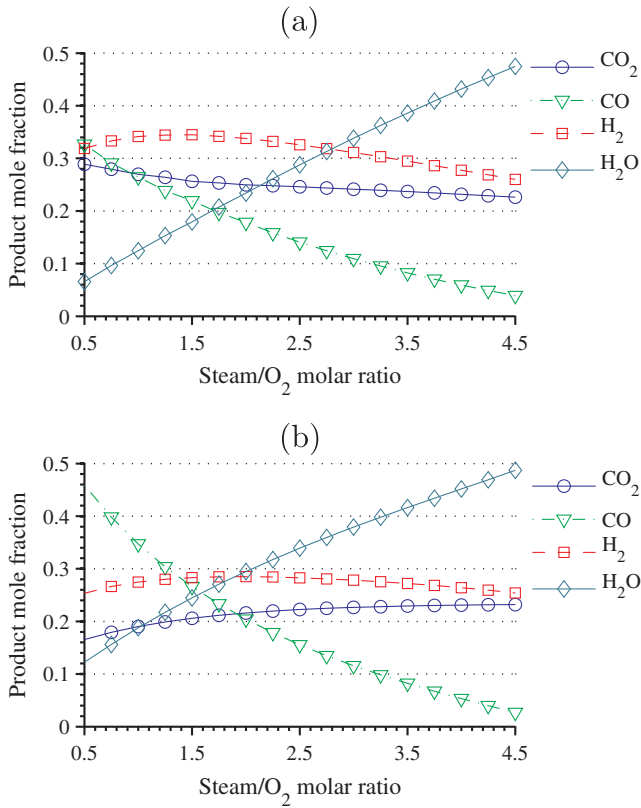 (a)
0.5
0.4
0.3
0.2
0.1
0
Product mole fraction
0.5
1.5
2.5
3.5
4.5
Steam/O₂ molar ratio
CO₂
CO
H₂
H₂O
(b)
0.5
0.4
0.3
0.2
0.1
0
Product mole fraction
0.5
1.5
2.5
3.5
4.5
Steam/O₂ molar ratio
CO₂
CO
H₂
H₂O